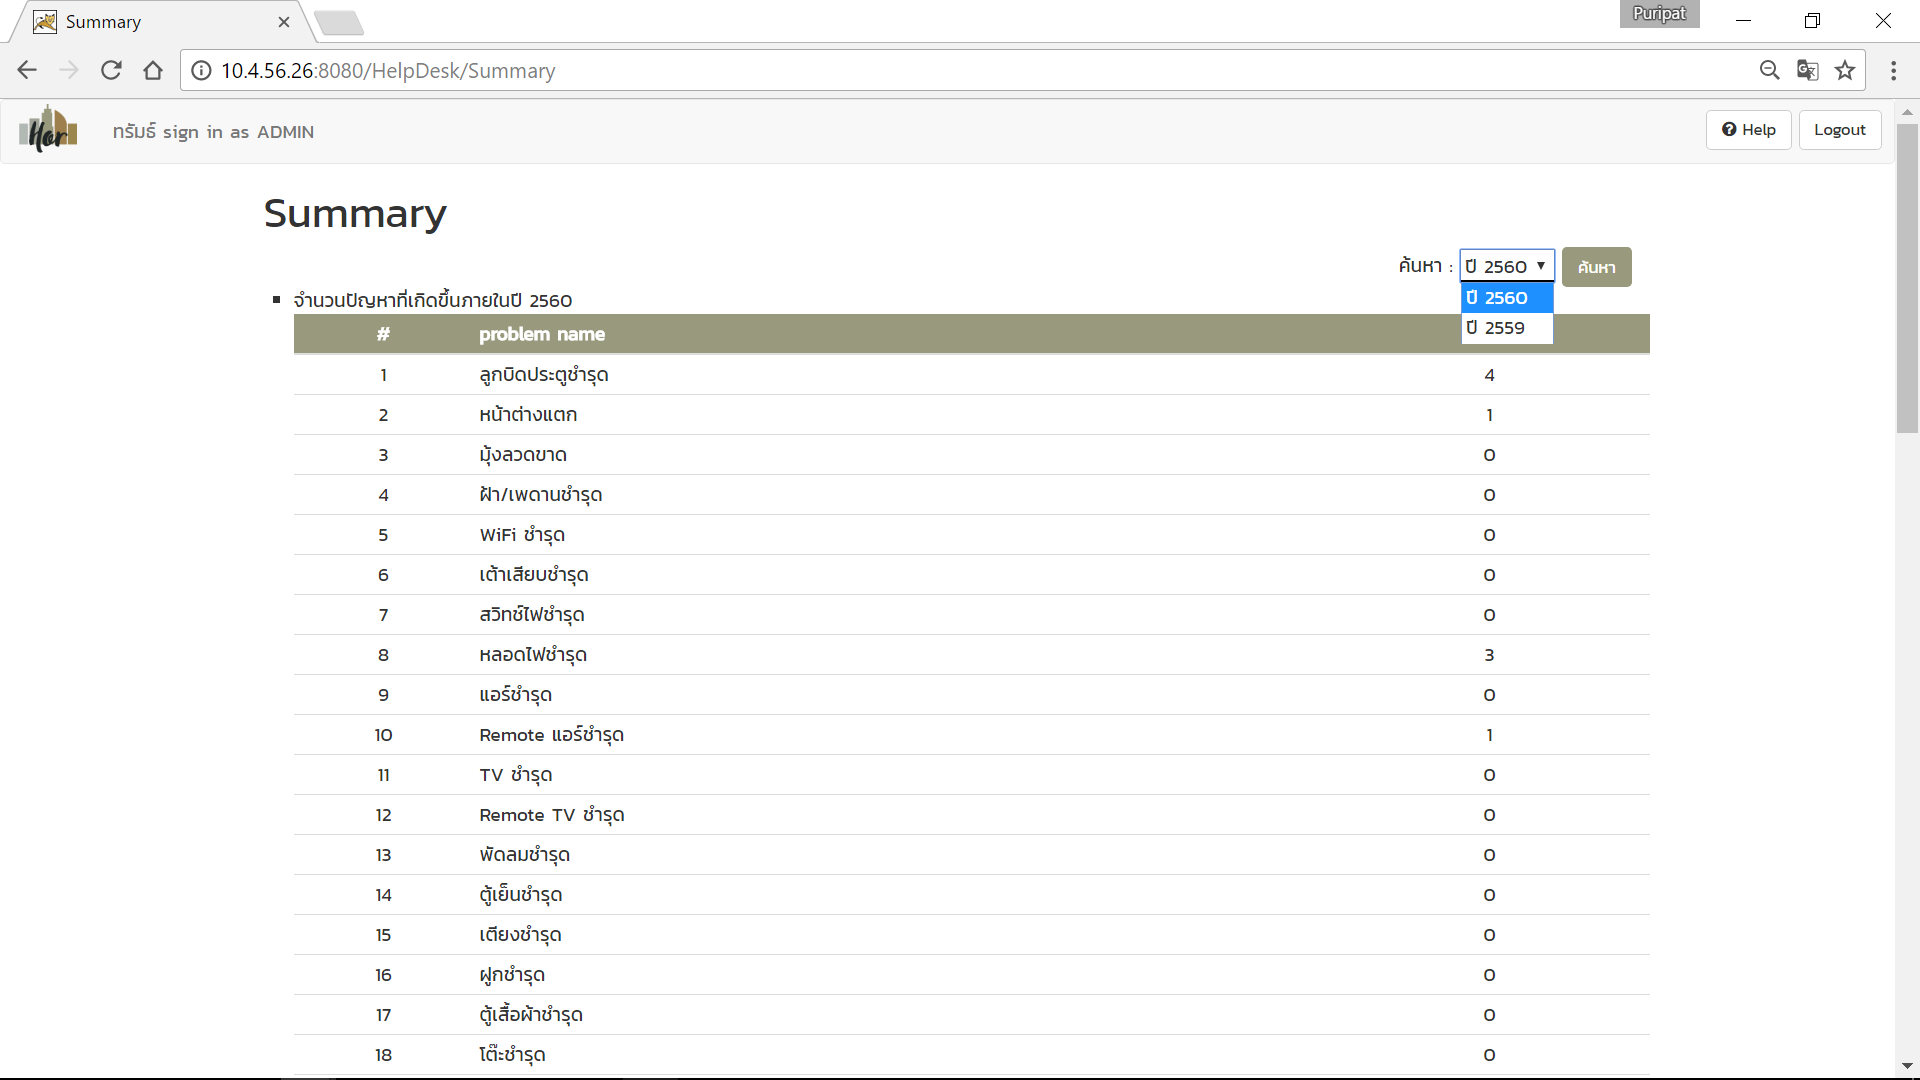 Summary
Puripat
10.4.56.26:8080/HelpDesk/Summary
Hor
ทรัมธ์ sign in as ADMIN
Help
Logout
Summary
ค้นหา : ปี 2560 ค้นหา
ปี 2560
ปี 2559
จำนวนปัญหาที่เกิดขึ้นภายในปี 2560
# problem name
1 ลูกบิดประตูชำรุด 4
2 หน้าต่างแตก 1
3 มุ้งลวดขาด 0
4 ฝ้า/เพดานชำรุด 0
5 WiFi ชำรุด 0
6 เต้าเสียบชำรุด 0
7 สวิทช์ไฟชำรุด 0
8 หลอดไฟชำรุด 3
9 แอร์ชำรุด 0
10 Remote แอร์ชำรุด 1
11 TV ชำรุด 0
12 Remote TV ชำรุด 0
13 พัดลมชำรุด 0
14 ตู้เย็นชำรุด 0
15 เตียงชำรุด 0
16 ฝูกชำรุด 0
17 ตู้เสื้อผ้าชำรุด 0
18 โต๊ะชำรุด 0